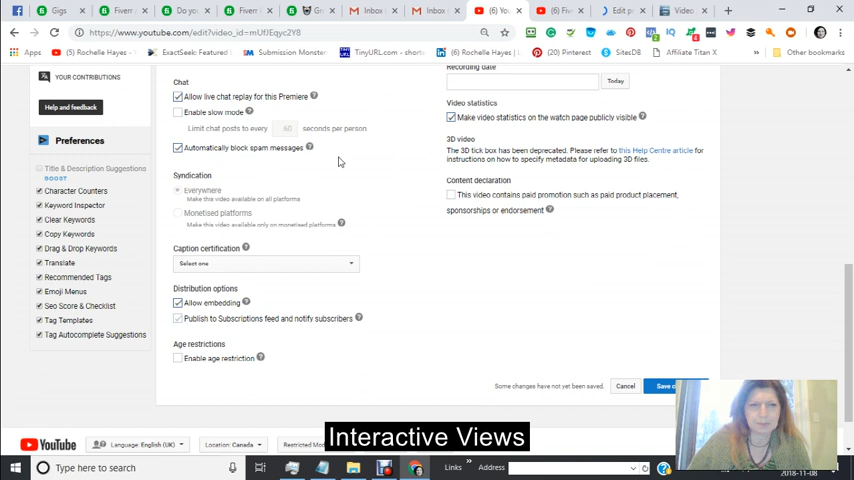 Gigs
Fiverr
Do you
Fiverr
Gr
Inbox
Inbox
(6) Yo
(5) Fiv
Edit p
Video
https://www.youtube.com/edit?video_id=mUfJEqyc2Y8
Apps
(5) Rochelle Hayes
ExactSeek: Featured L
Submission Monster
TinyURL.com - shorte
(6) Rochelle Hayes -
(20) Pinterest
SitesDB
Affiliate Titan X
Other bookmarks
YOUR CONTRIBUTIONS
Help and feedback
Preferences
Title & Description Suggestions
BOOST
Character Counters
Keyword Inspector
Clear Keywords
Copy Keywords
Drag & Drop Keywords
Translate
Recommended Tags
Emoji Menus
Seo Score & Checklist
Tag Templates
Tag Autocomplete Suggestions
Chat
Allow live chat replay for this Premiere
Enable slow mode
Limit chat posts to every 60 seconds per person
Automatically block spam messages
Syndication
Everywhere
Make this video available on all platforms
Monetised platforms
Make this video available only on monetised platforms
Caption certification
Select one
Distribution options
Allow embedding
Publish to Subscriptions feed and notify subscribers
Age restrictions
Enable age restriction
Recording date
Today
Video statistics
Make video statistics on the watch page publicly visible
3D video
The 3D tick box has been deprecated. Please refer to this Help Centre article for
instructions on how to specify metadata for uploading 3D files.
Content declaration
This video contains paid promotion such as paid product placement,
sponsorships or endorsement
Some changes have not yet been saved.
Cancel
Save c
YouTube
Language: English (UK)
Location: Canada
Restricted Mod
Interactive Views
Type here to search
Links
Address
2018-11-08